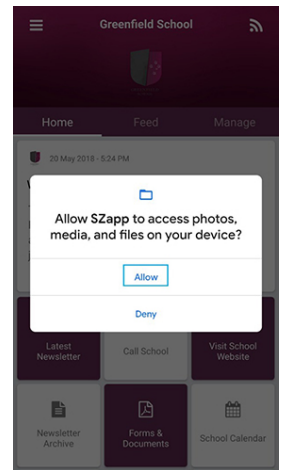 Greenfield School
Home Feed Manage
20 May 2018 - 5:24 PM
Allow SZapp to access photos,
media, and files on your device?
Allow
Deny
Latest
Newsletter
Call School
Visit School
Website
Newsletter
Archive
Forms &
Documents
School Calendar